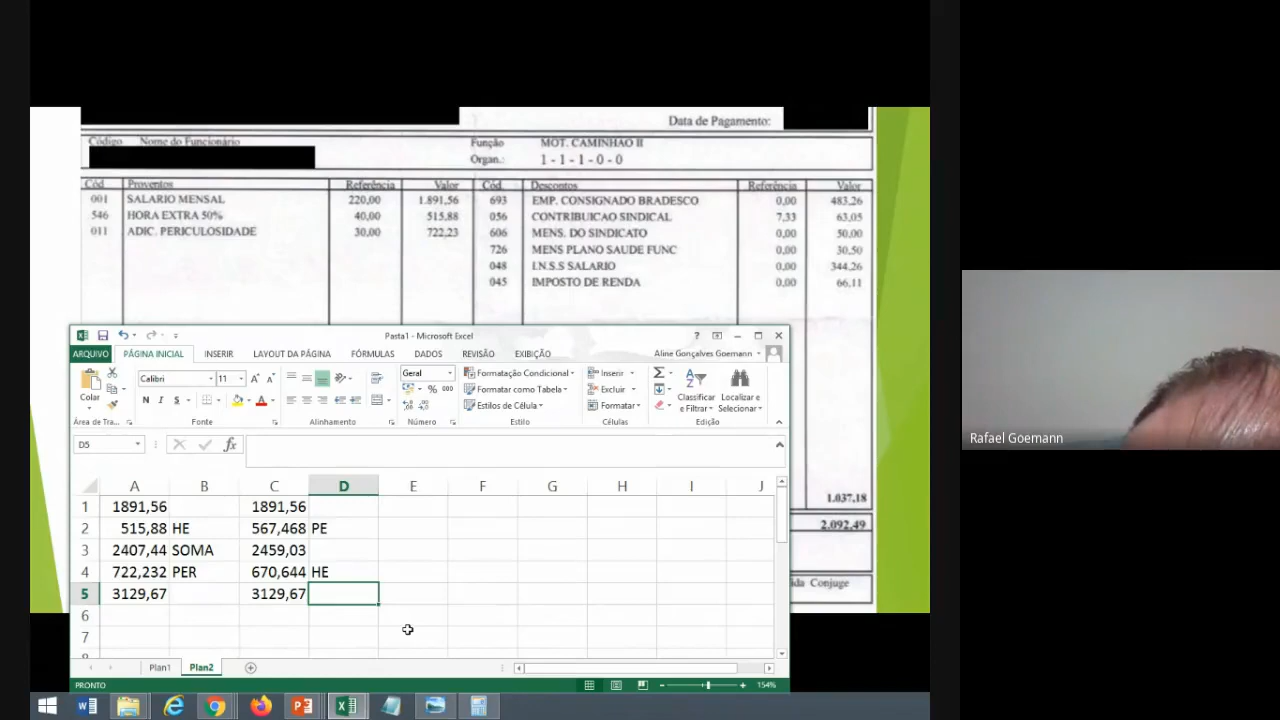 Data de Pagamento:
Código Nome do Funcionário Função MOT. CAMINHAO II
Organ.: 1 - 1 - 1 - 0 - 0
Cód Proventos Referência Valor Cód. Descontos Referência Valor
001 SALARIO MENSAL 220,00 1.891,56 693 EMP. CONSIGNADO BRADESCO 0,00 483,26
546 HORA EXTRA 50% 40,00 515,88 056 CONTRIBUICAO SINDICAL 7,33 63,05
011 ADIC. PERICULOSIDADE 30,00 722,23 606 MENS. DO SINDICATO 0,00 50,00
726 MENS PLANO SAUDE FUNC 0,00 30,50
048 I.N.S.S SALARIO 0,00 344,26
045 IMPOSTO DE RENDA 0,00 66,11
Pasta1 - Microsoft Excel
ARQUIVO PÁGINA INICIAL INSERIR LAYOUT DA PÁGINA FÓRMULAS DADOS REVISÃO EXIBIÇÃO Aline Gonçalves Goemann
Calibri 11 Geral Formatação Condicional Inserir
Colar Formatar como Tabela Excluir Classificar e Filtrar Localizar e Selecionar
N I S % 000 Estilos de Célula Formatar
Área de Tra... Fonte Alinhamento Número Estilo Células Edição
Rafael Goemann
D5 fx
A B C D E F G H I J
1 1891,56 1891,56
2 515,88 HE 567,468 PE
3 2407,44 SOMA 2459,03
4 722,232 PER 670,644 HE
5 3129,67 3129,67
6
7
8
1.037,18
2.092,49
ida Conjuge
Plan1 Plan2
PRONTO 154%